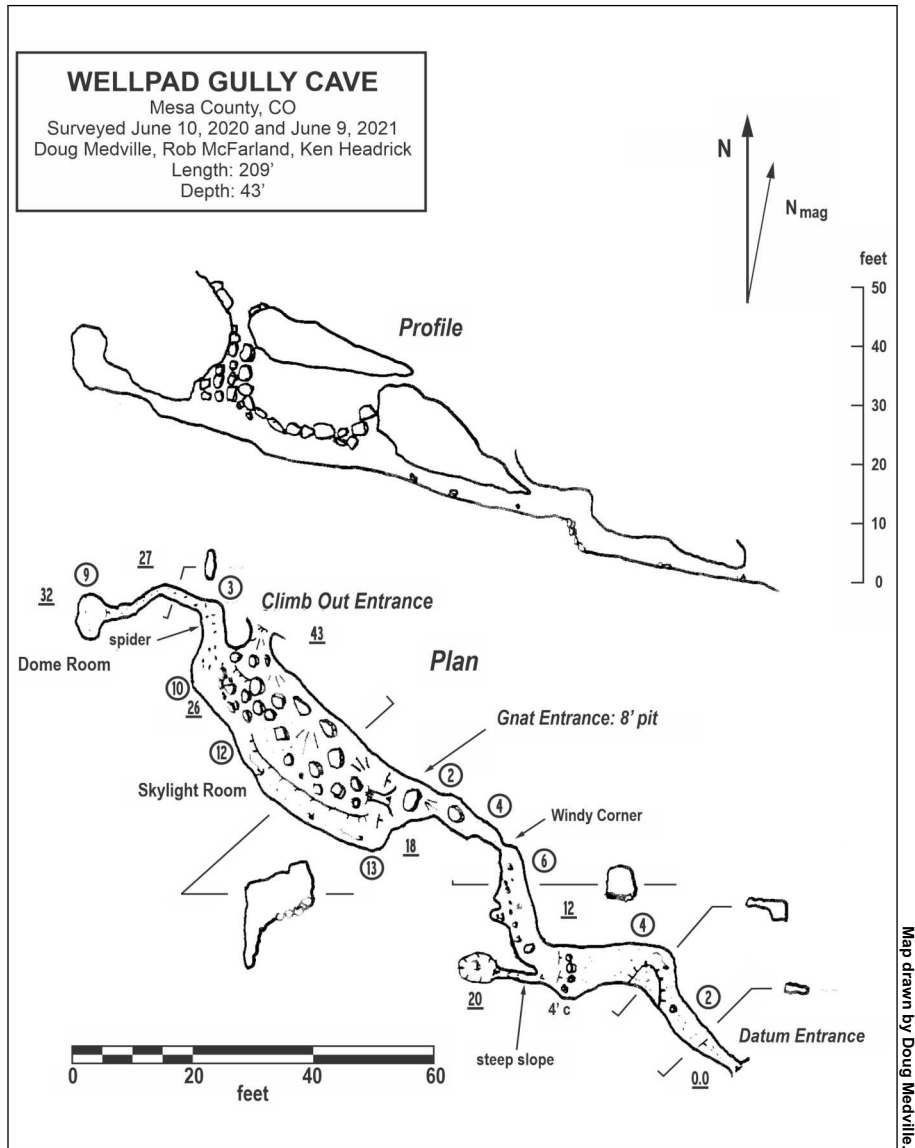 WELLPAD GULLY CAVE
Mesa County, CO
Surveyed June 10, 2020 and June 9, 2021
Doug Medville, Rob McFarland, Ken Headrick
Length: 209'
Depth: 43'
N
N mag
feet
50
40
30
20
10
0
Profile
27
9
32
3
Climb Out Entrance
43
spider
Dome Room
Plan
10
26
Gnat Entrance: 8' pit
12
2
Skylight Room
4
Windy Corner
18
13
6
12
4
20
2
4' c
steep slope
Datum Entrance
0.0
0 20 40 60
feet
Map drawn by Doug Medville.